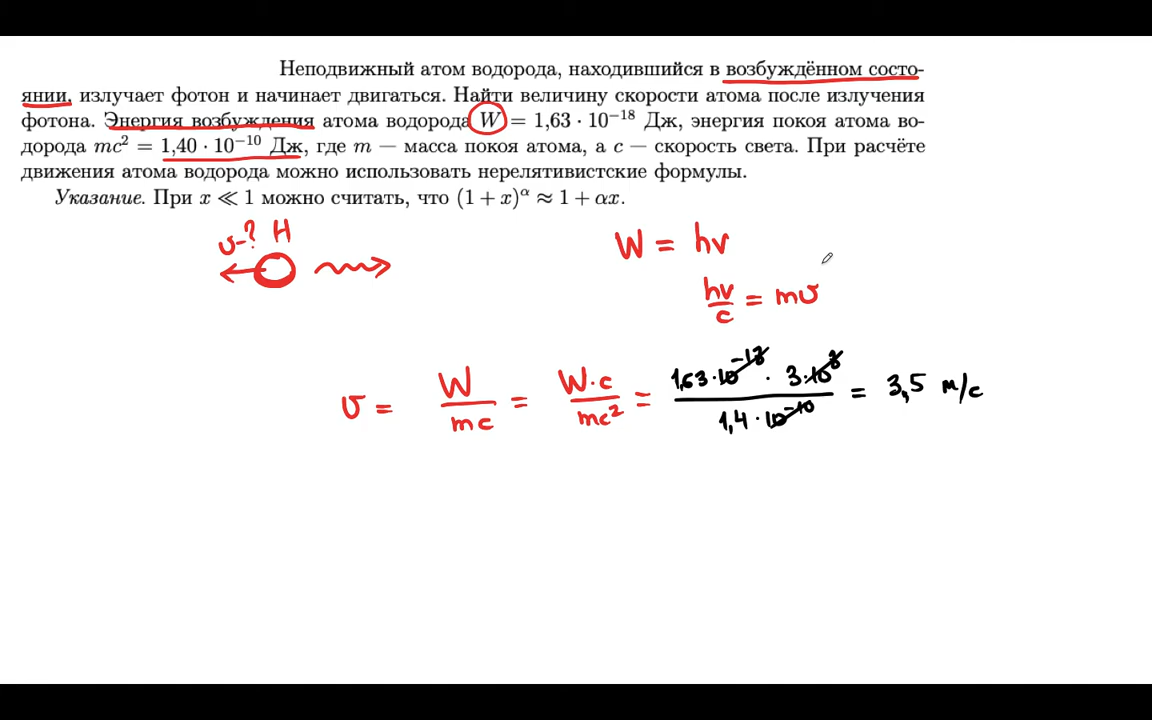 Неподвижный атом водорода, находившийся в возбуждённом состо-
янии, излучает фотон и начинает двигаться. Найти величину скорости атома после излучения
фотона. Энергия возбуждения атома водорода W = 1,63 · 10⁻¹⁸ Дж, энергия покоя атома во-
дорода mc² = 1,40 · 10⁻¹⁰ Дж, где m — масса покоя атома, а c — скорость света. При расчёте
движения атома водорода можно использовать нерелятивистские формулы.
Указание. При x ≪ 1 можно считать, что (1 + x)^α ≈ 1 + αx.
υ-? H
W = hν
hν/c = mυ
υ = W/mc = W·c/mc² = 1,63·10⁻¹⁸ · 3·10⁸ / 1,4·10⁻¹⁰ = 3,5 м/с